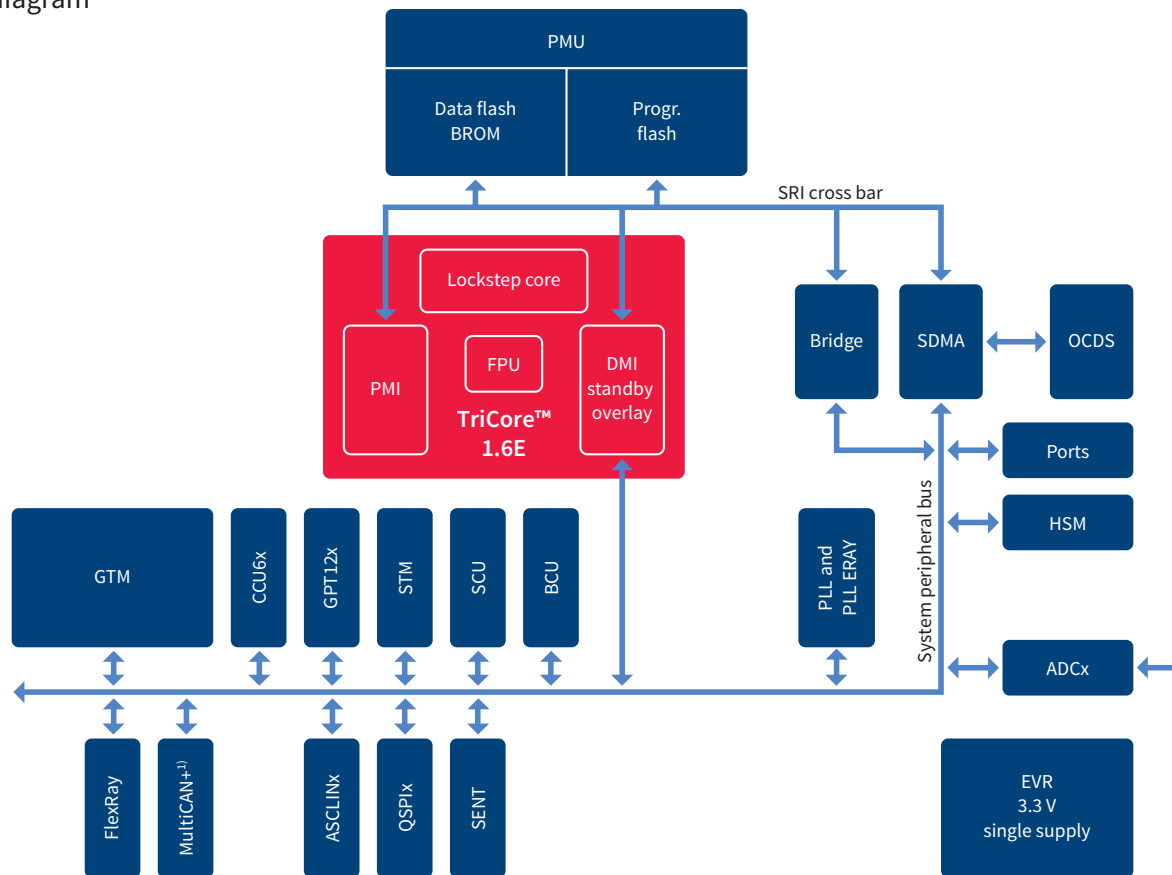 diagram
PMU
Data flash
BROM
Progr.
flash
SRI cross bar
Lockstep core
PMI
FPU
DMI
standby
overlay
TriCore™
1.6E
Bridge
SDMA
OCDS
Ports
HSM
System peripheral bus
GTM
CCU6x
GPT12x
STM
SCU
BCU
PLL and
PLL ERAY
ADCx
FlexRay
MultiCAN+¹⁾
ASCLINx
QSPIx
SENT
EVR
3.3 V
single supply